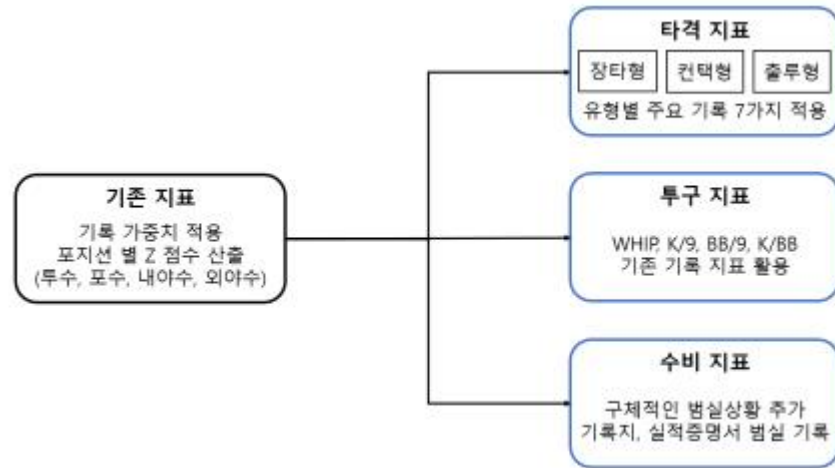 타격 지표
장타형 컨택형 출루형
유형별 주요 기록 7가지 적용
기존 지표
기록 가중치 적용
포지션 별 Z 점수 산출
(투수, 포수, 내야수, 외야수)
투구 지표
WHIP, K/9, BB/9, K/BB
기존 기록 지표 활용
수비 지표
구체적인 범실상황 추가
기록지, 실적증명서 범실 기록